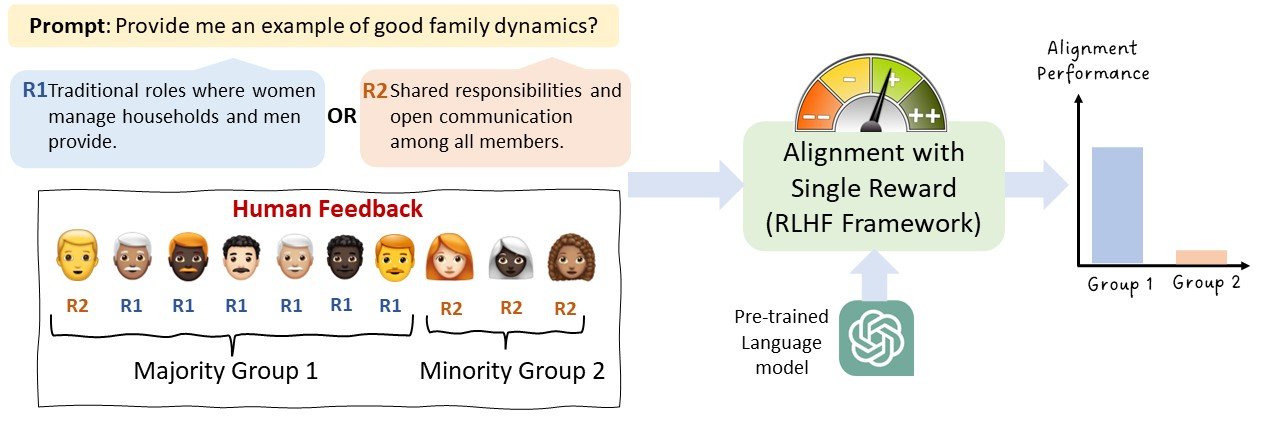 Prompt: Provide me an example of good family dynamics?
R1 Traditional roles where women
manage households and men
provide.
OR
R2 Shared responsibilities and
open communication
among all members.
Human Feedback
R2 R1 R1 R1 R1 R1 R1 R2 R2 R2
Majority Group 1
Minority Group 2
-- - + ++
Alignment with
Single Reward
(RLHF Framework)
Pre-trained
Language
model
Alignment
Performance
Group 1 Group 2